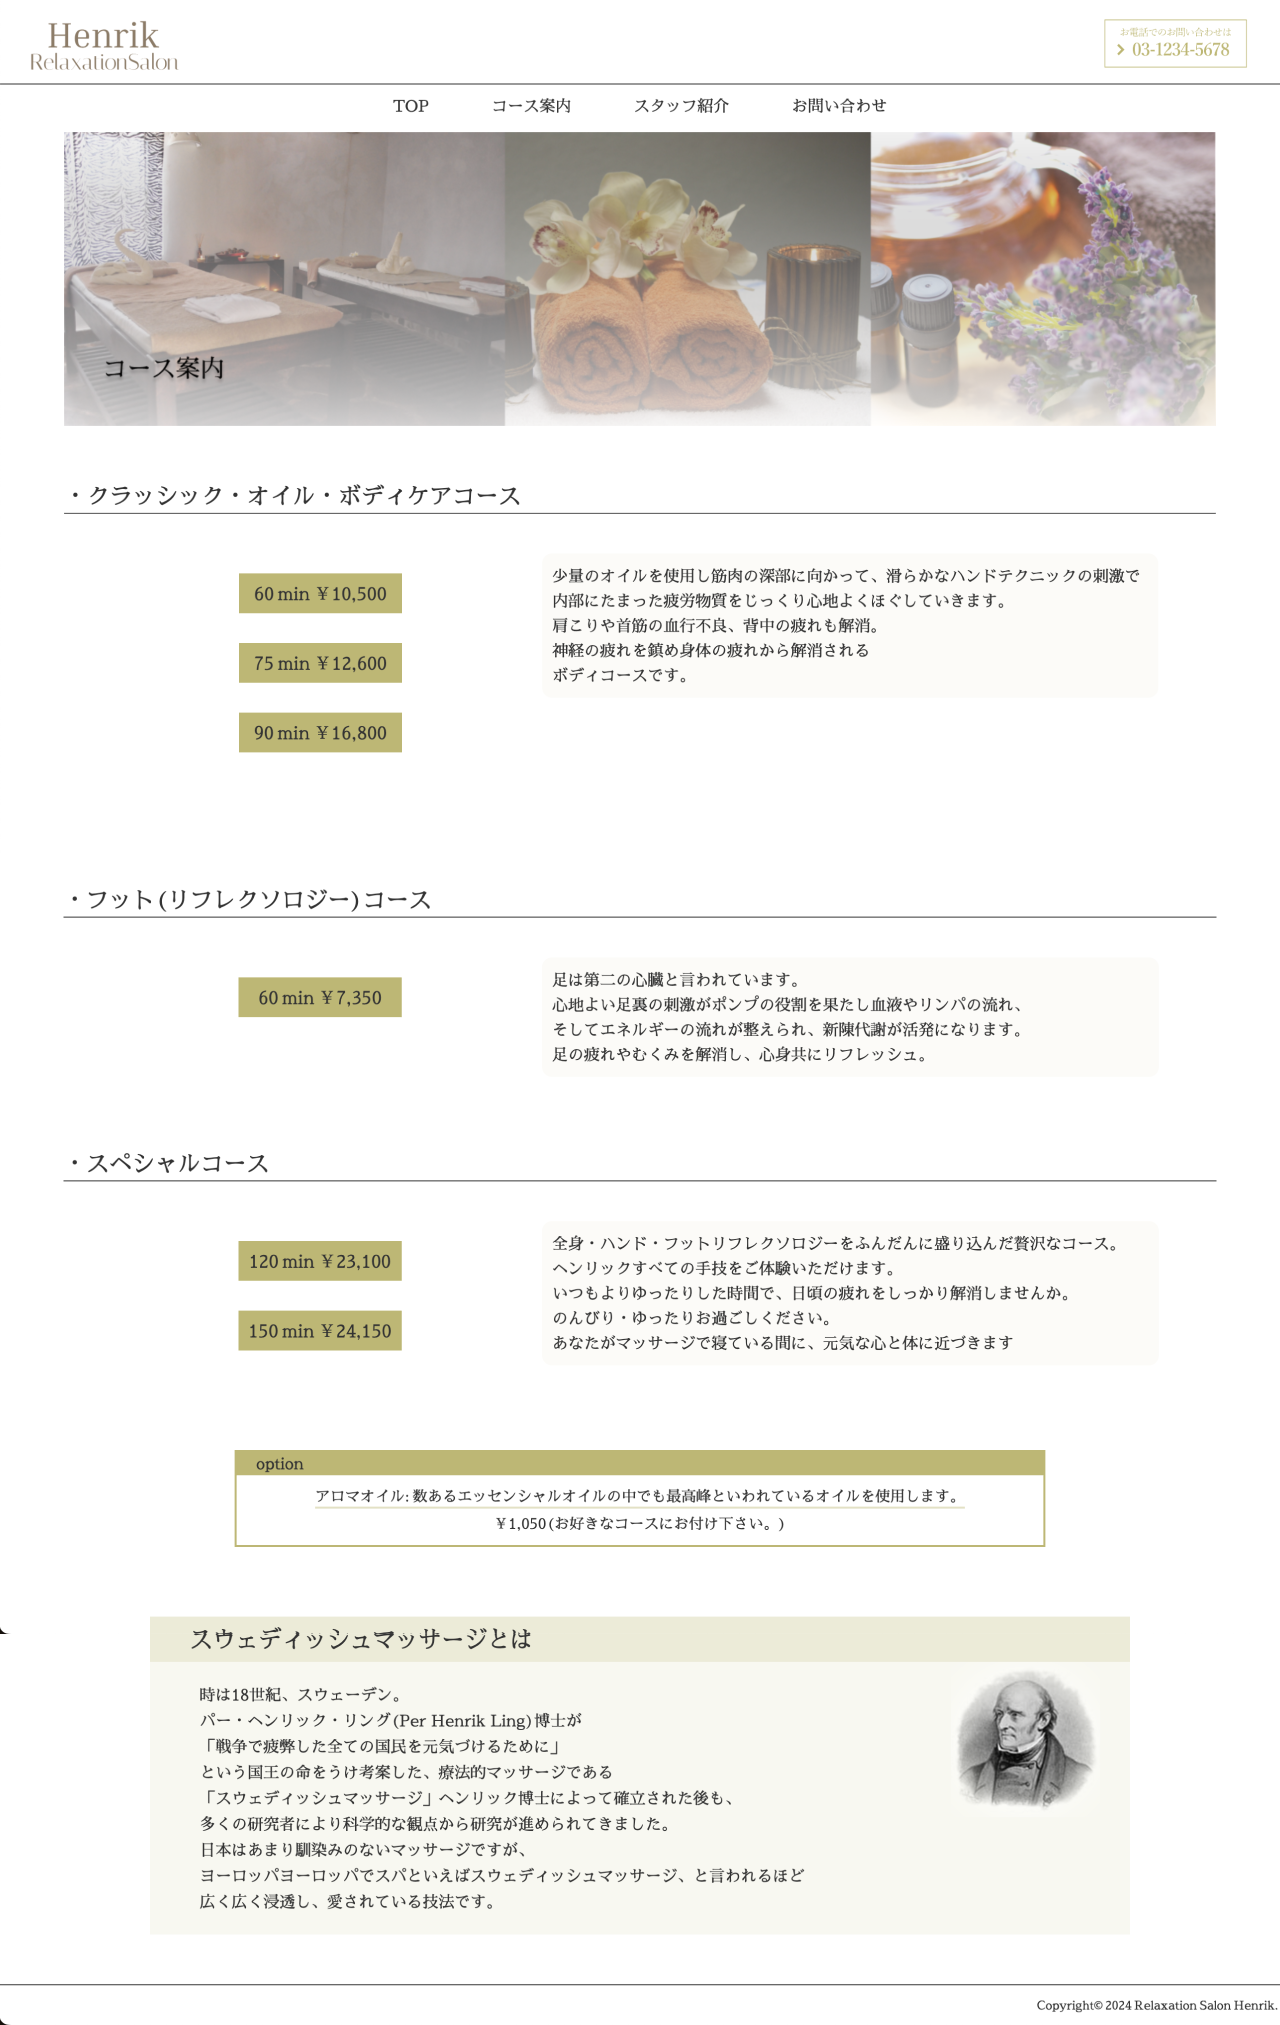 Henrik
RelaxationSalon
お電話でのお問い合わせは
03-1234-5678
TOP コース案内 スタッフ紹介 お問い合わせ
コース案内
・クラッシック・オイル・ボディケアコース
60 min ￥10,500
75 min ￥12,600
90 min ￥16,800
少量のオイルを使用し筋肉の深部に向かって、滑らかなハンドテクニックの刺激で
内部にたまった疲労物質をじっくり心地よくほぐしていきます。
肩こりや首筋の血行不良、背中の疲れも解消。
神経の疲れを鎮め身体の疲れから解消される
ボディコースです。
・フット(リフレクソロジー)コース
60 min ￥7,350
足は第二の心臓と言われています。
心地よい足裏の刺激がポンプの役割を果たし血液やリンパの流れ、
そしてエネルギーの流れが整えられ、新陳代謝が活発になります。
足の疲れやむくみを解消し、心身共にリフレッシュ。
・スペシャルコース
120 min ￥23,100
150 min ￥24,150
全身・ハンド・フットリフレクソロジーをふんだんに盛り込んだ贅沢なコース。
ヘンリックすべての手技をご体験いただけます。
いつもよりゆったりした時間で、日頃の疲れをしっかり解消しませんか。
のんびり・ゆったりお過ごしください。
あなたがマッサージで寝ている間に、元気な心と体に近づきます
option
アロマオイル: 数あるエッセンシャルオイルの中でも最高峰といわれているオイルを使用します。
￥1,050(お好きなコースにお付け下さい。)
スウェディッシュマッサージとは
時は18世紀、スウェーデン。
パー・ヘンリック・リング(Per Henrik Ling)博士が
「戦争で疲弊した全ての国民を元気づけるために」
という国王の命をうけ考案した、療法的マッサージである
「スウェディッシュマッサージ」ヘンリック博士によって確立された後も、
多くの研究者により科学的な観点から研究が進められてきました。
日本はあまり馴染みのないマッサージですが、
ヨーロッパヨーロッパでスパといえばスウェディッシュマッサージ、と言われるほど
広く広く浸透し、愛されている技法です。
Copyright© 2024 Relaxation Salon Henrik.